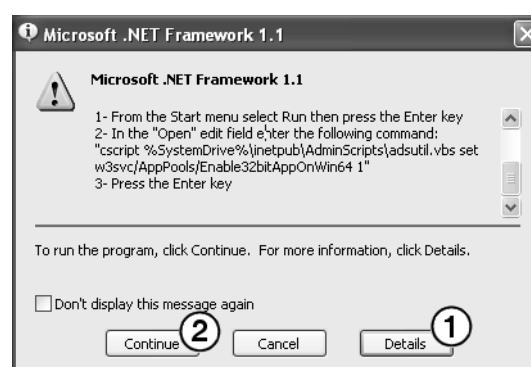 Microsoft .NET Framework 1.1
Microsoft .NET Framework 1.1
1- From the Start menu select Run then press the Enter key
2- In the "Open" edit field enter the following command:
"cscript %SystemDrive%\inetpub\AdminScripts\adsutil.vbs set
w3svc/AppPools/Enable32bitAppOnWin64 1"
3- Press the Enter key
To run the program, click Continue. For more information, click Details.
Don't display this message again
Continue 2 Cancel Details 1